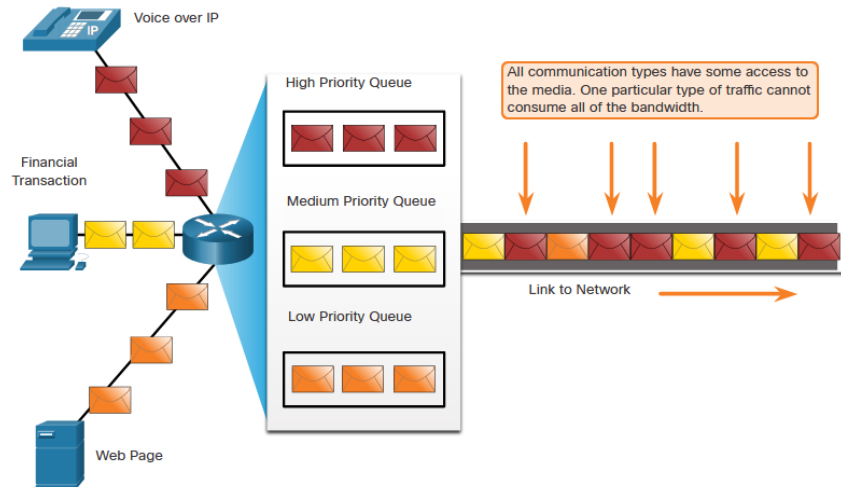 Voice over IP
IP
High Priority Queue
All communication types have some access to
the media. One particular type of traffic cannot
consume all of the bandwidth.
Financial
Transaction
Medium Priority Queue
Link to Network
Low Priority Queue
Web Page